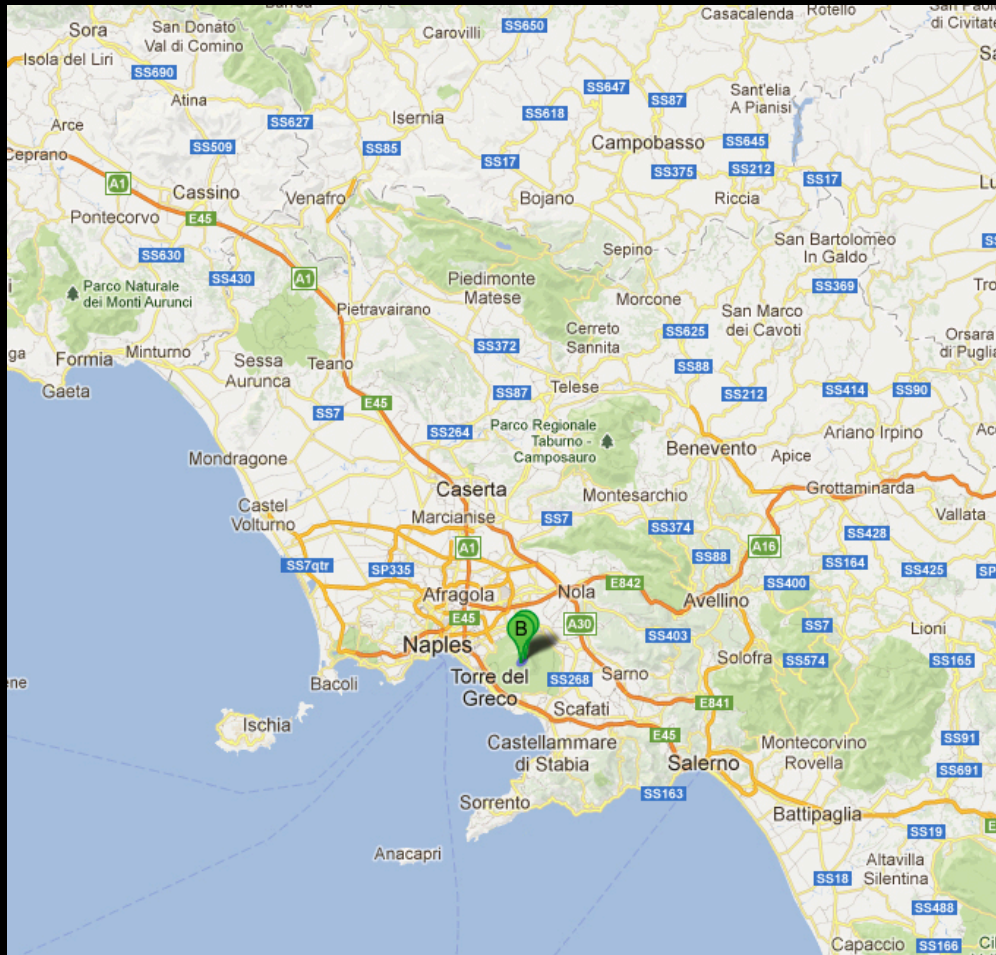 Sora
San Donato
Val di Comino
Carovilli
SS650
Casacalenda
Rotello
di Civitate
Isola del Liri
SS690
Atina
SS627
Isernia
SS618
SS647
SS87
Sant'elia
A Pianisi
Arce
Ceprano
SS509
SS85
SS17
Campobasso
SS645
SS375
SS212
SS17
A1
Cassino
Venafro
Bojano
Riccia
Pontecorvo
E45
SS630
SS430
A1
Sepino
San Bartolomeo
In Galdo
SS369
Parco Naturale
dei Monti Aurunci
Pietravairano
Piedimonte
Matese
Morcone
San Marco
dei Cavoti
Cerreto
Sannita
SS625
Orsara
di Puglia
Formia
Minturno
Gaeta
Sessa
Aurunca
Teano
SS372
SS88
SS7
E45
SS87
Telese
SS212
SS414
SS90
SS264
Parco Regionale
Taburno -
Camposauro
Benevento
Apice
Ariano Irpino
Mondragone
Caserta
Montesarchio
Grottaminarda
Castel
Volturno
Marcianise
SS7
SS374
Vallata
A1
SS88
A16
SS428
SS7qtr
SP335
SS164
SS425
Afragola
Nola
E842
SS400
Avellino
E45
B
A30
SS403
SS7
Lioni
Naples
Solofra
SS574
SS165
Bacoli
Torre del
Greco
SS268
Sarno
Scafati
E841
Ischia
E45
Castellammare
di Stabia
Salerno
Montecorvino
Rovella
SS91
SS691
SS163
Sorrento
Battipaglia
SS19
Anacapri
Altavilla
Silentina
SS18
SS488
Capaccio
SS166